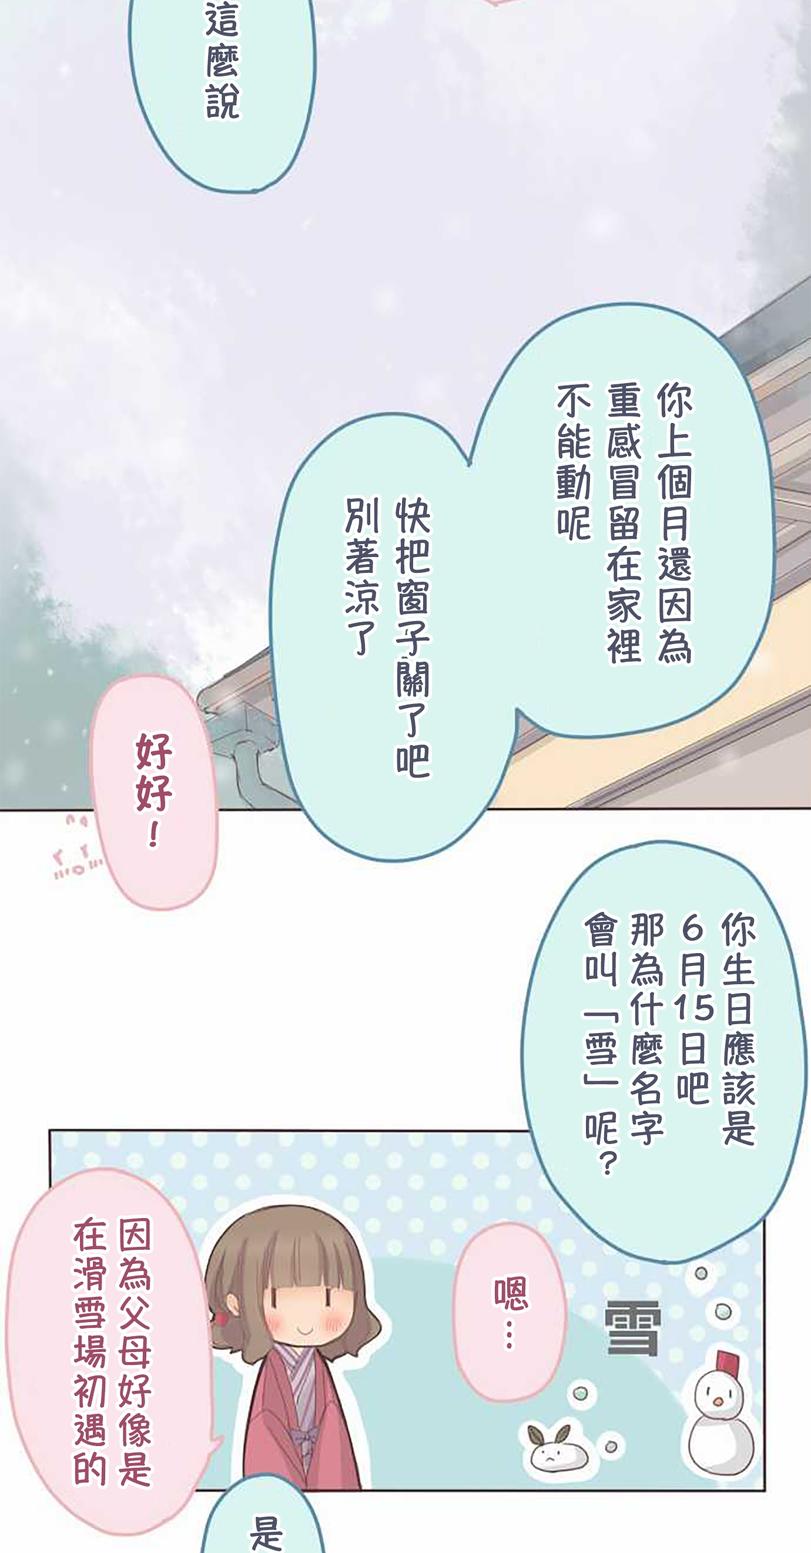 這麼說
你上個月還因為
重感冒留在家裡
不能動呢
快把窗子關了吧
別著涼了
好好！
你生日應該是
6月15日吧
那為什麼名字
會叫「雪」呢？
嗯…
雪
因為父母好像是
在滑雪場初遇的
是